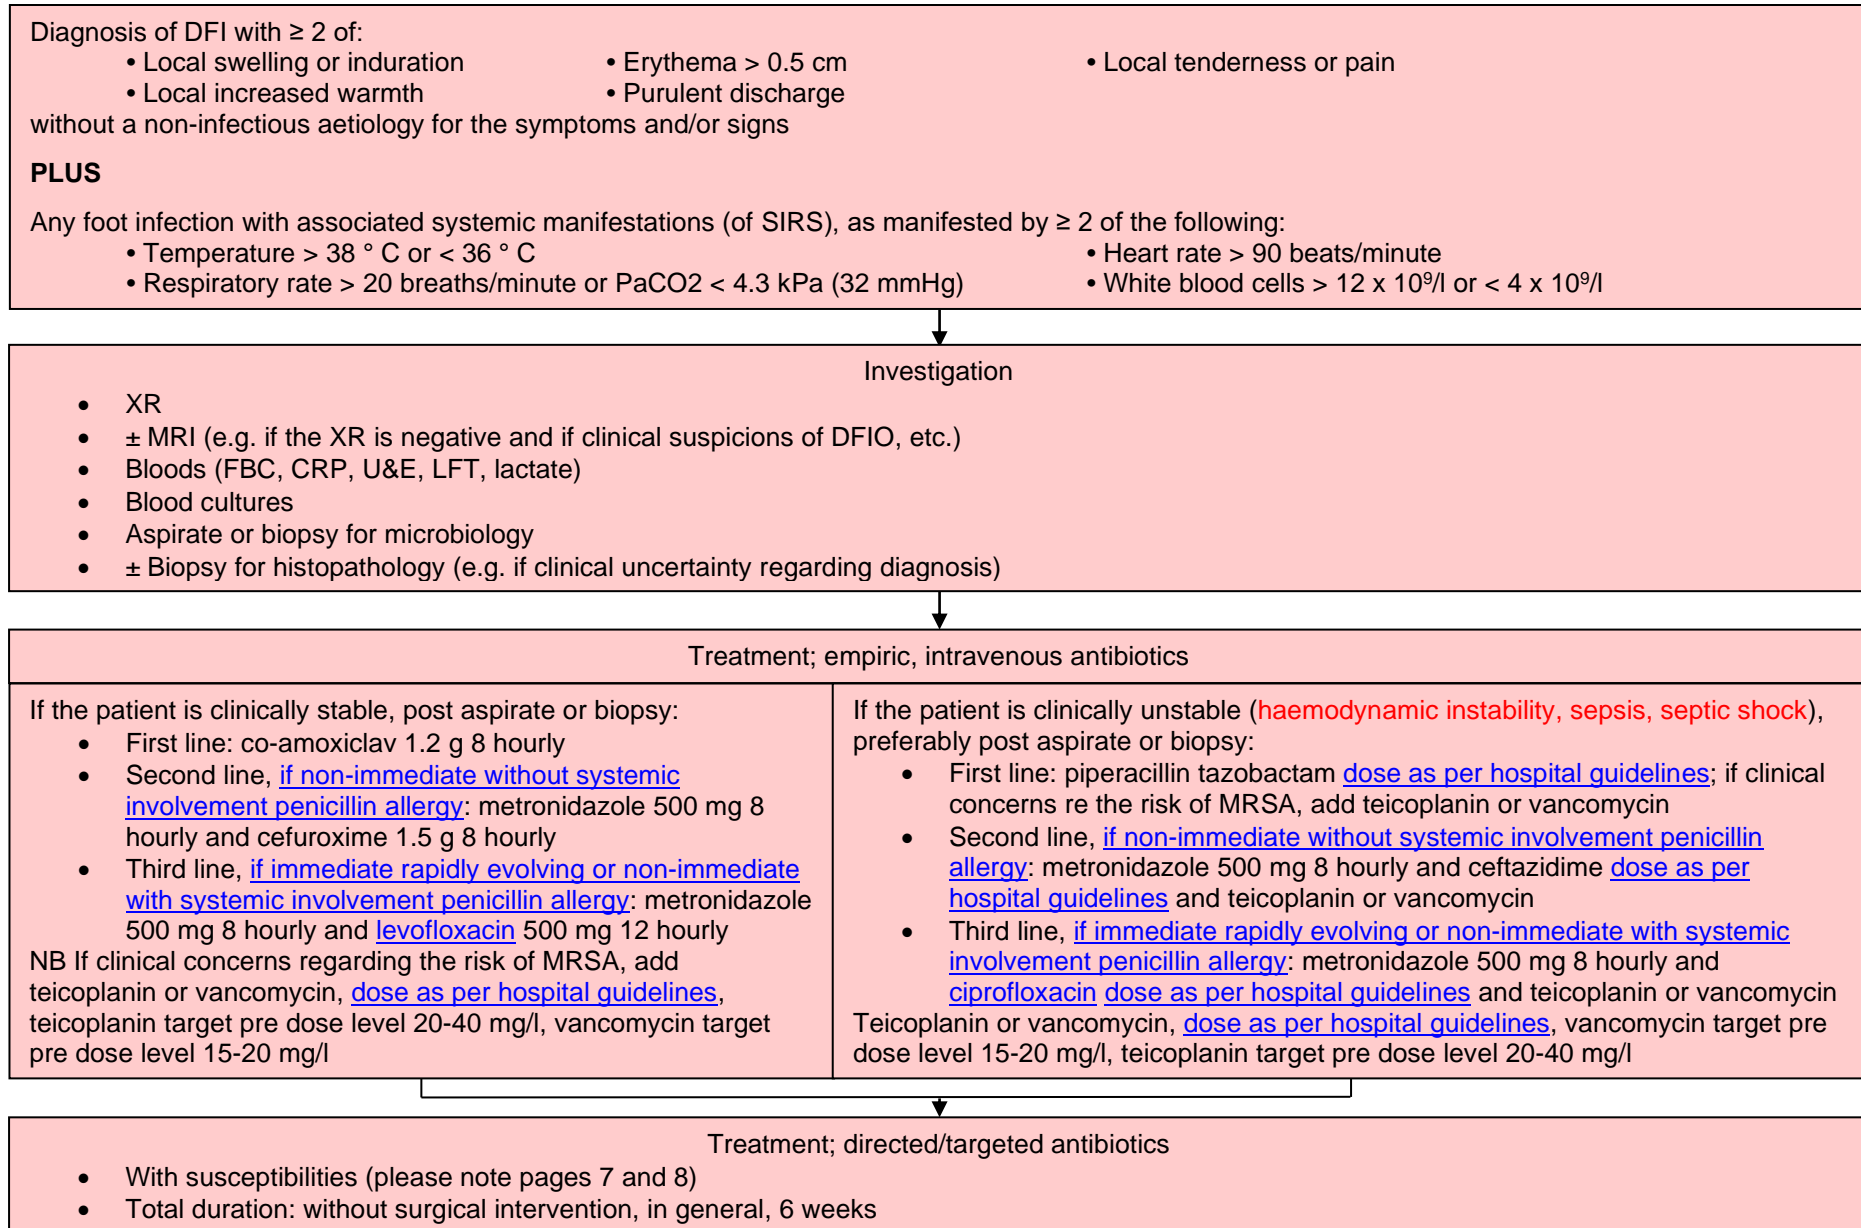 Diagnosis of DFI with ≥ 2 of:
• Local swelling or induration • Erythema > 0.5 cm • Local tenderness or pain
• Local increased warmth • Purulent discharge
without a non-infectious aetiology for the symptoms and/or signs
PLUS
Any foot infection with associated systemic manifestations (of SIRS), as manifested by ≥ 2 of the following:
• Temperature > 38 ° C or < 36 ° C • Heart rate > 90 beats/minute
• Respiratory rate > 20 breaths/minute or PaCO2 < 4.3 kPa (32 mmHg) • White blood cells > 12 x 10⁹/l or < 4 x 10⁹/l
Investigation
• XR
• ± MRI (e.g. if the XR is negative and if clinical suspicions of DFIO, etc.)
• Bloods (FBC, CRP, U&E, LFT, lactate)
• Blood cultures
• Aspirate or biopsy for microbiology
• ± Biopsy for histopathology (e.g. if clinical uncertainty regarding diagnosis)
Treatment; empiric, intravenous antibiotics
If the patient is clinically stable, post aspirate or biopsy:
• First line: co-amoxiclav 1.2 g 8 hourly
• Second line, if non-immediate without systemic
involvement penicillin allergy: metronidazole 500 mg 8
hourly and cefuroxime 1.5 g 8 hourly
• Third line, if immediate rapidly evolving or non-immediate
with systemic involvement penicillin allergy: metronidazole
500 mg 8 hourly and levofloxacin 500 mg 12 hourly
NB If clinical concerns regarding the risk of MRSA, add
teicoplanin or vancomycin, dose as per hospital guidelines,
teicoplanin target pre dose level 20-40 mg/l, vancomycin target
pre dose level 15-20 mg/l
If the patient is clinically unstable (haemodynamic instability, sepsis, septic shock),
preferably post aspirate or biopsy:
• First line: piperacillin tazobactam dose as per hospital guidelines; if clinical
concerns re the risk of MRSA, add teicoplanin or vancomycin
• Second line, if non-immediate without systemic involvement penicillin
allergy: metronidazole 500 mg 8 hourly and ceftazidime dose as per
hospital guidelines and teicoplanin or vancomycin
• Third line, if immediate rapidly evolving or non-immediate with systemic
involvement penicillin allergy: metronidazole 500 mg 8 hourly and
ciprofloxacin dose as per hospital guidelines and teicoplanin or vancomycin
Teicoplanin or vancomycin, dose as per hospital guidelines, vancomycin target pre
dose level 15-20 mg/l, teicoplanin target pre dose level 20-40 mg/l
Treatment; directed/targeted antibiotics
• With susceptibilities (please note pages 7 and 8)
• Total duration: without surgical intervention, in general, 6 weeks